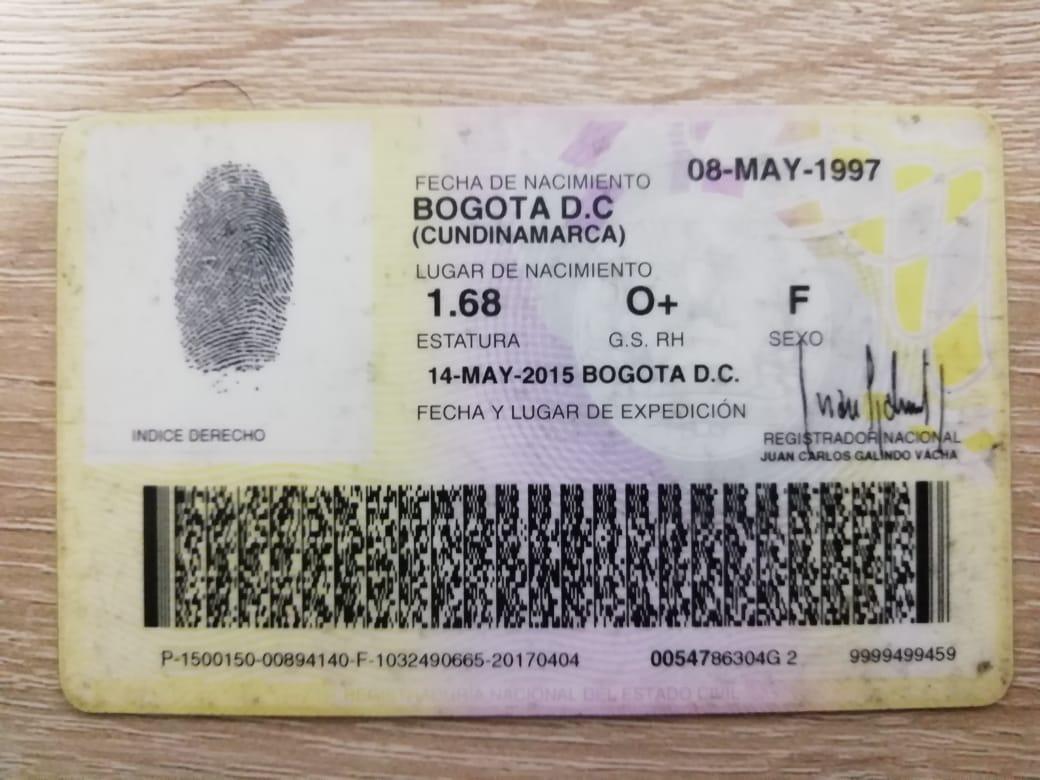 08-MAY-1997
FECHA DE NACIMIENTO
BOGOTA D.C
(CUNDINAMARCA)
LUGAR DE NACIMIENTO
1.68 O+ F
ESTATURA G.S. RH SEXO
14-MAY-2015 BOGOTA D.C.
FECHA Y LUGAR DE EXPEDICIÓN
INDICE DERECHO
REGISTRADOR NACIONAL
JUAN CARLOS GALINDO VACHA
P-1500150-00894140-F-1032490665-20170404 0054786304G 2 9999499459
REGISTRADURIA NACIONAL DEL ESTADO CIVIL